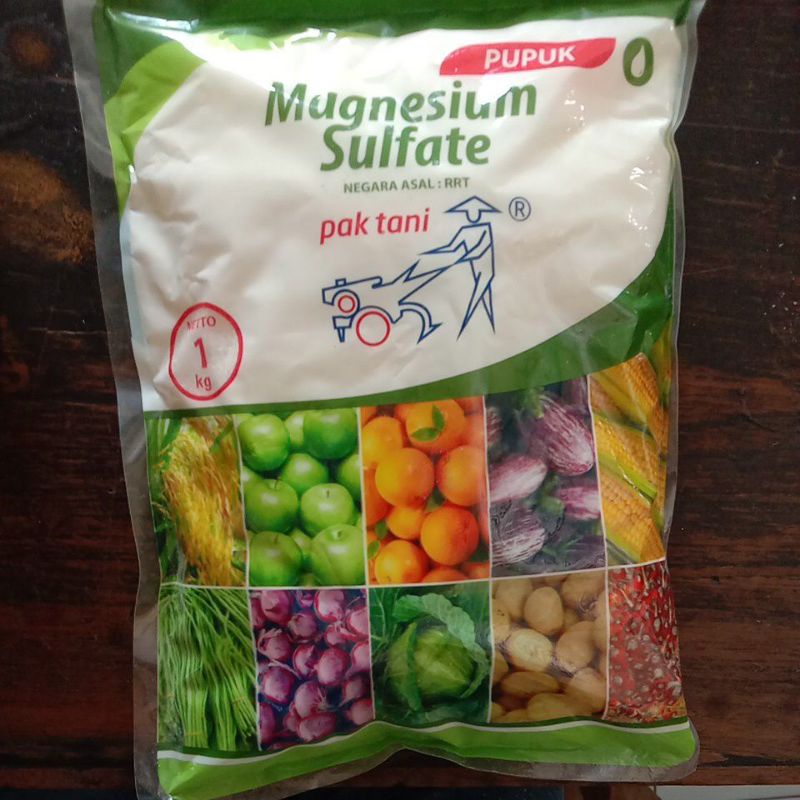 PUPUK
Magnesium
Sulfate
NEGARA ASAL : RRT
pak tani ®
NETTO
1
kg